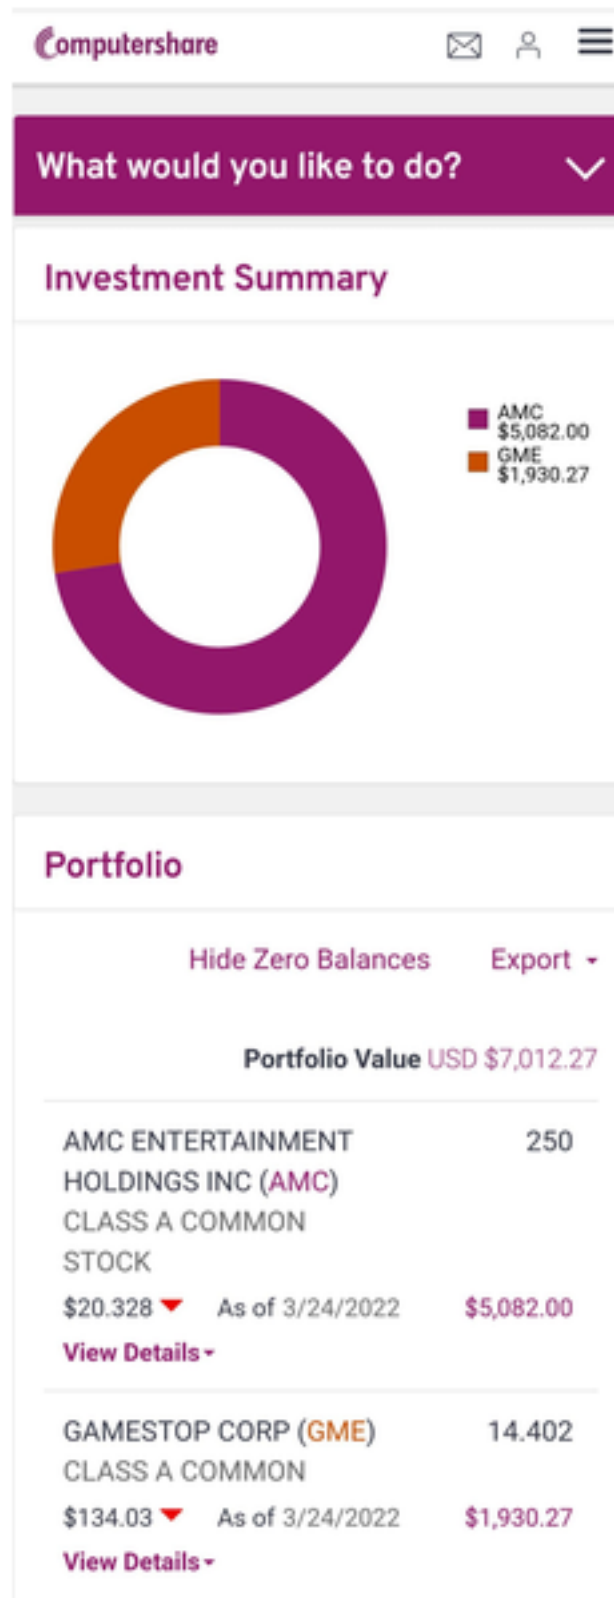 Computershare
What would you like to do?
Investment Summary
AMC
$5,082.00
GME
$1,930.27
Portfolio
Hide Zero Balances Export
Portfolio Value USD $7,012.27
AMC ENTERTAINMENT 250
HOLDINGS INC (AMC)
CLASS A COMMON
STOCK
$20.328 As of 3/24/2022 $5,082.00
View Details
GAMESTOP CORP (GME) 14.402
CLASS A COMMON
$134.03 As of 3/24/2022 $1,930.27
View Details